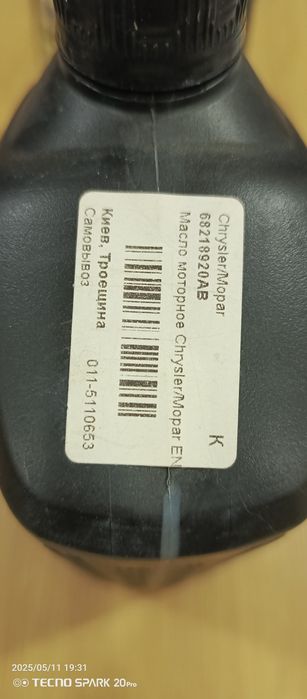 Chrysler/Mopar
68218920AB
K
Масло моторное Chrysler/Mopar EN
Киев, Троещина
Самовывоз
011-5110653
2025/05/11 19:31
TECNO SPARK 20Pro